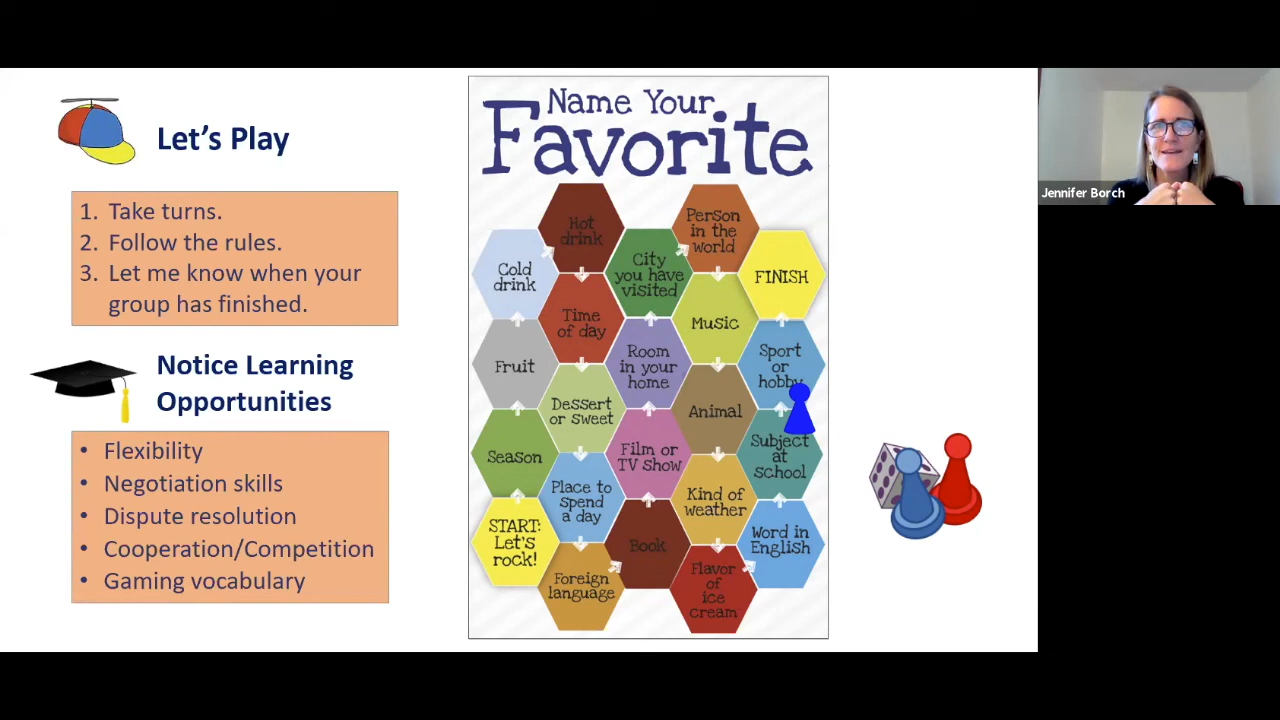 Let's Play
1. Take turns.
2. Follow the rules.
3. Let me know when your
group has finished.
Notice Learning
Opportunities
• Flexibility
• Negotiation skills
• Dispute resolution
• Cooperation/Competition
• Gaming vocabulary
Name Your
Favorite
START:
Let's
rock!
Season
Fruit
Cold
drink
Hot
drink
Time
of day
Dessert
or sweet
Place to
spend
a day
Foreign
language
Book
Film or
TV show
Room
in your
home
City
you have
visited
Person
in the
world
Music
Animal
Kind of
weather
Flavor
of
ice
cream
Word in
English
Subject
at
school
Sport
or
hobby
FINISH
Jennifer Borch